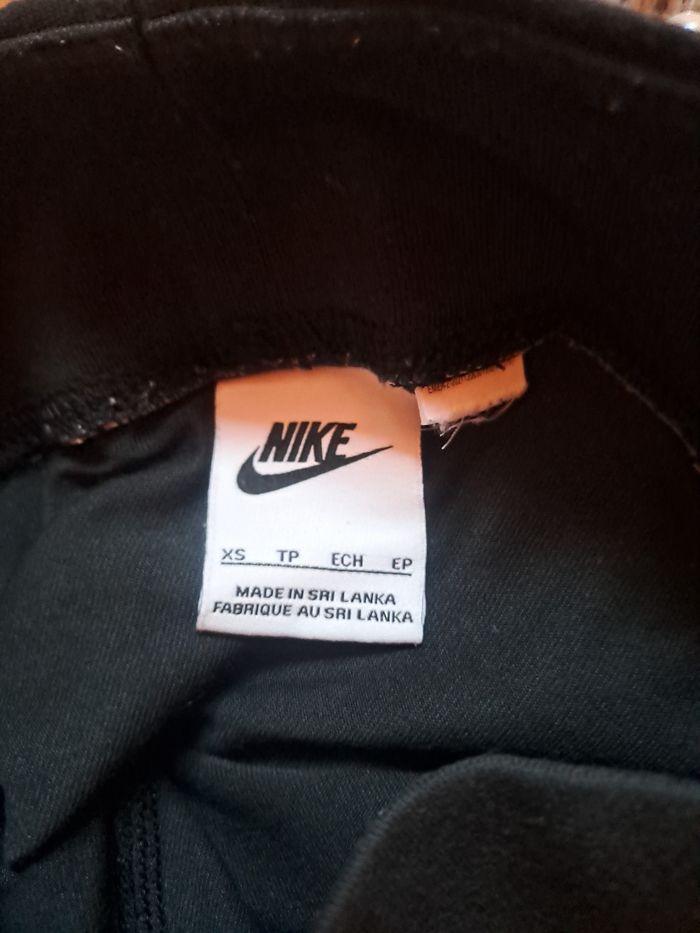 NIKE
XS TP ECH EP
MADE IN SRI LANKA
FABRIQUE AU SRI LANKA